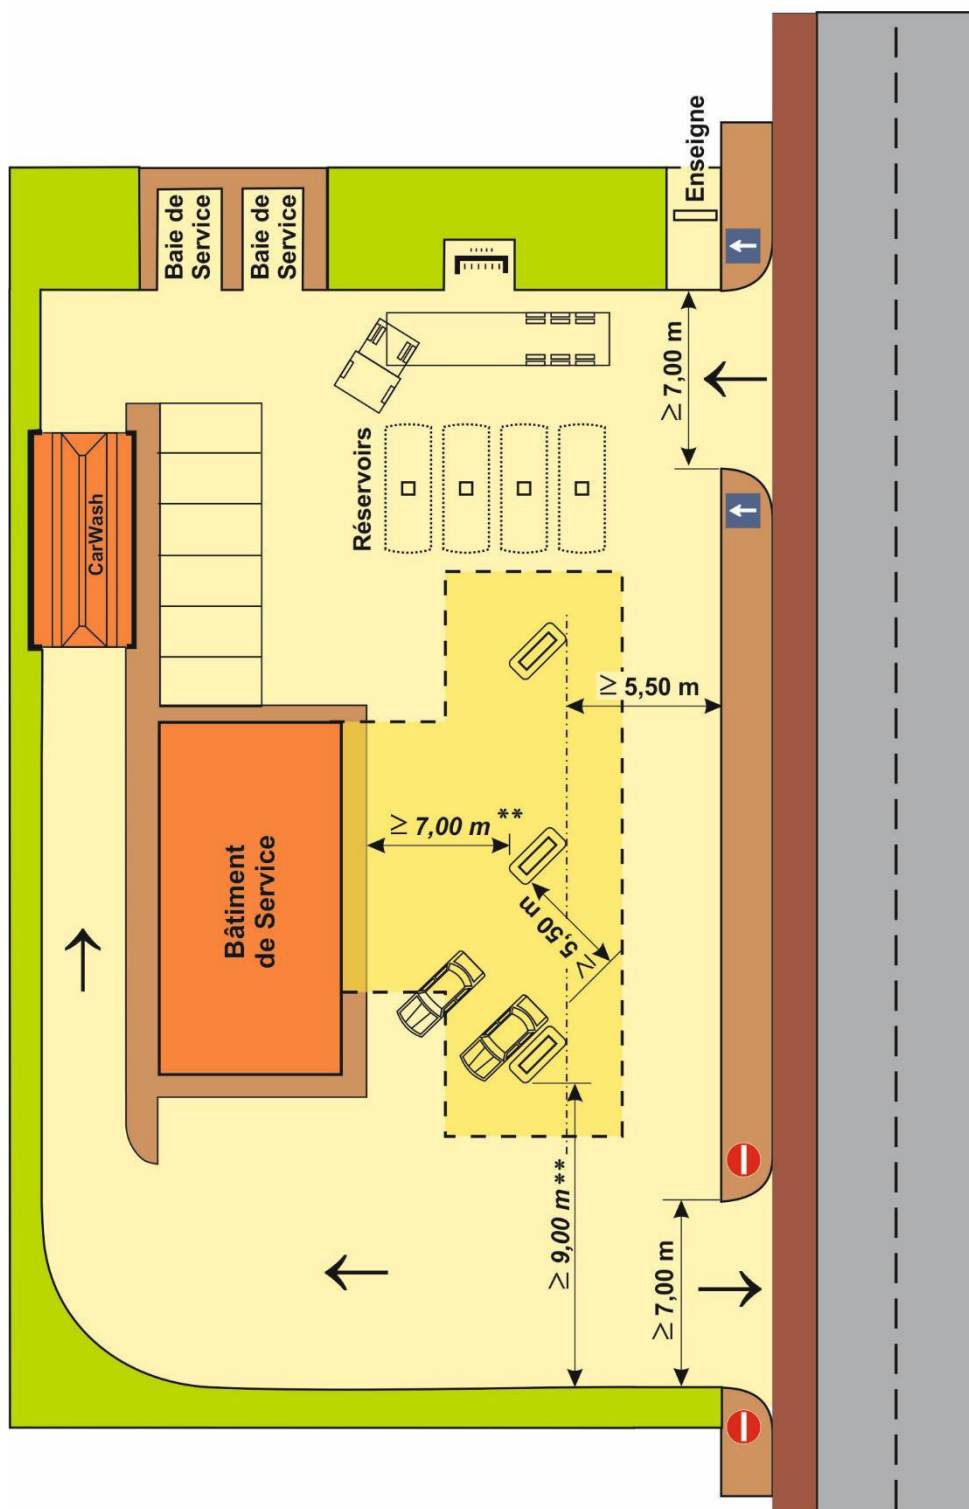 Enseigne
Baie de
Service
Baie de
Service
≥ 7,00 m
Réservoirs
CarWash
≥ 5,50 m
≥ 7,00 m **
Bâtiment
de Service
≥ 5,50 m
≥ 9,00 m**
≥ 7,00 m